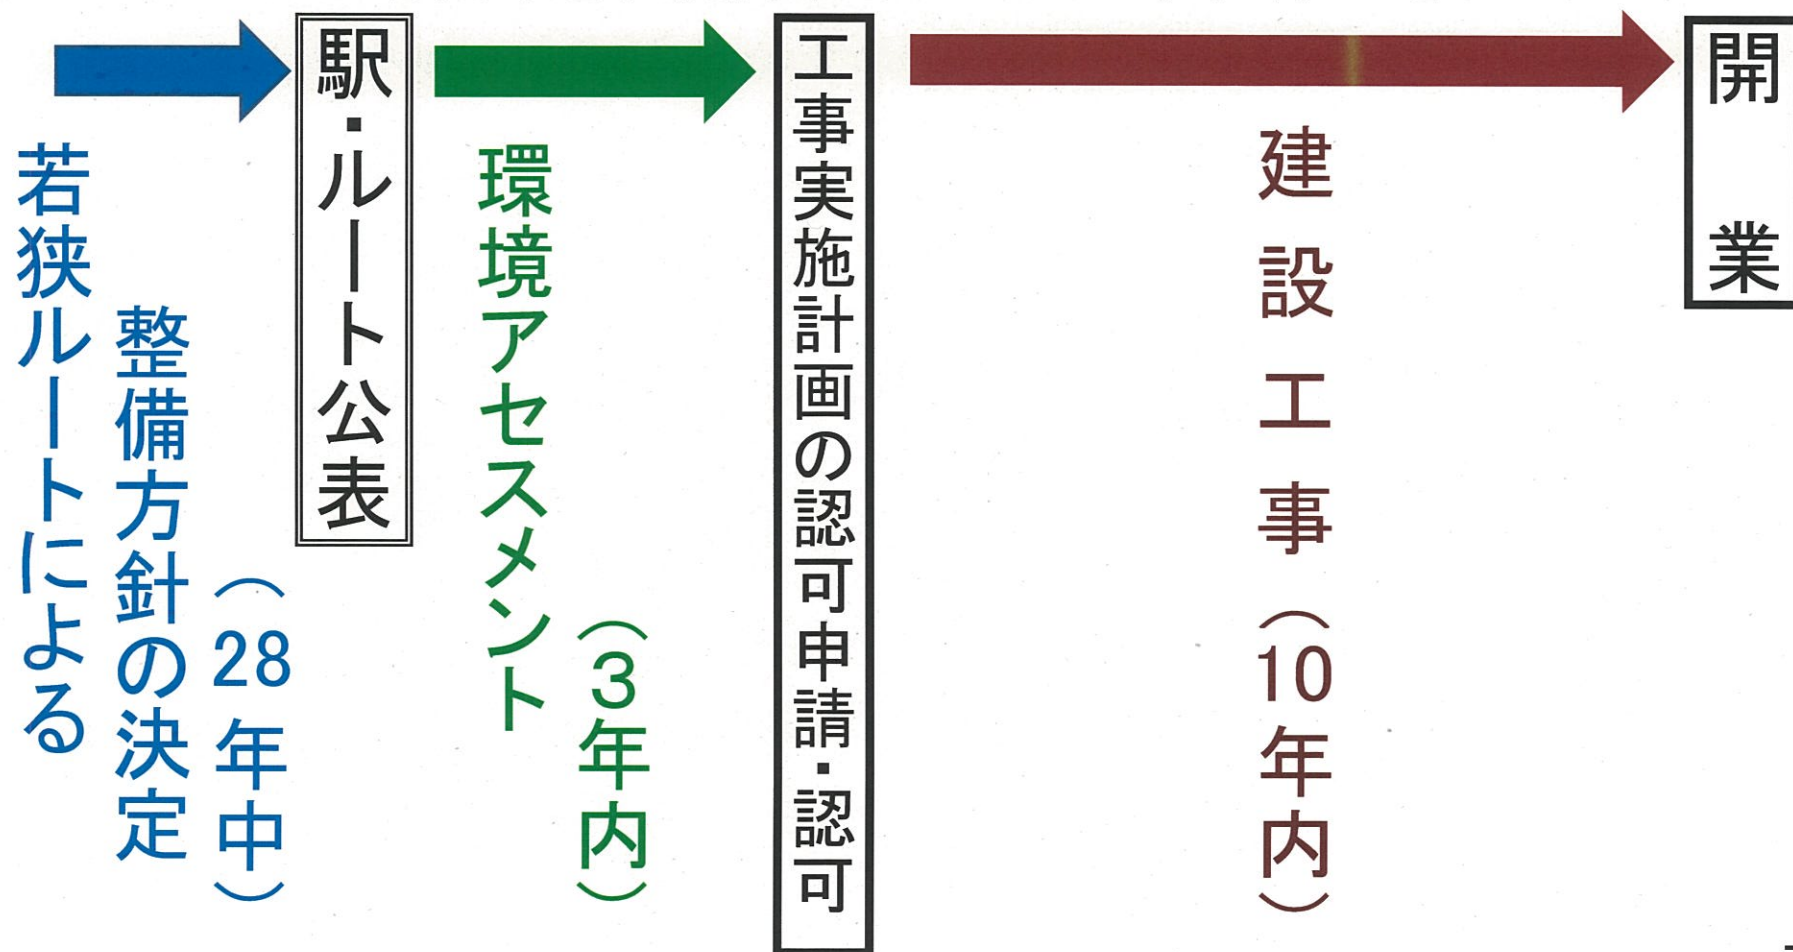 若狭ルートによる
整備方針の決定
（28年中）
駅・ルート公表
環境アセスメント
（３年内）
工事実施計画の認可申請・認可
建設工事（10年内）
開業